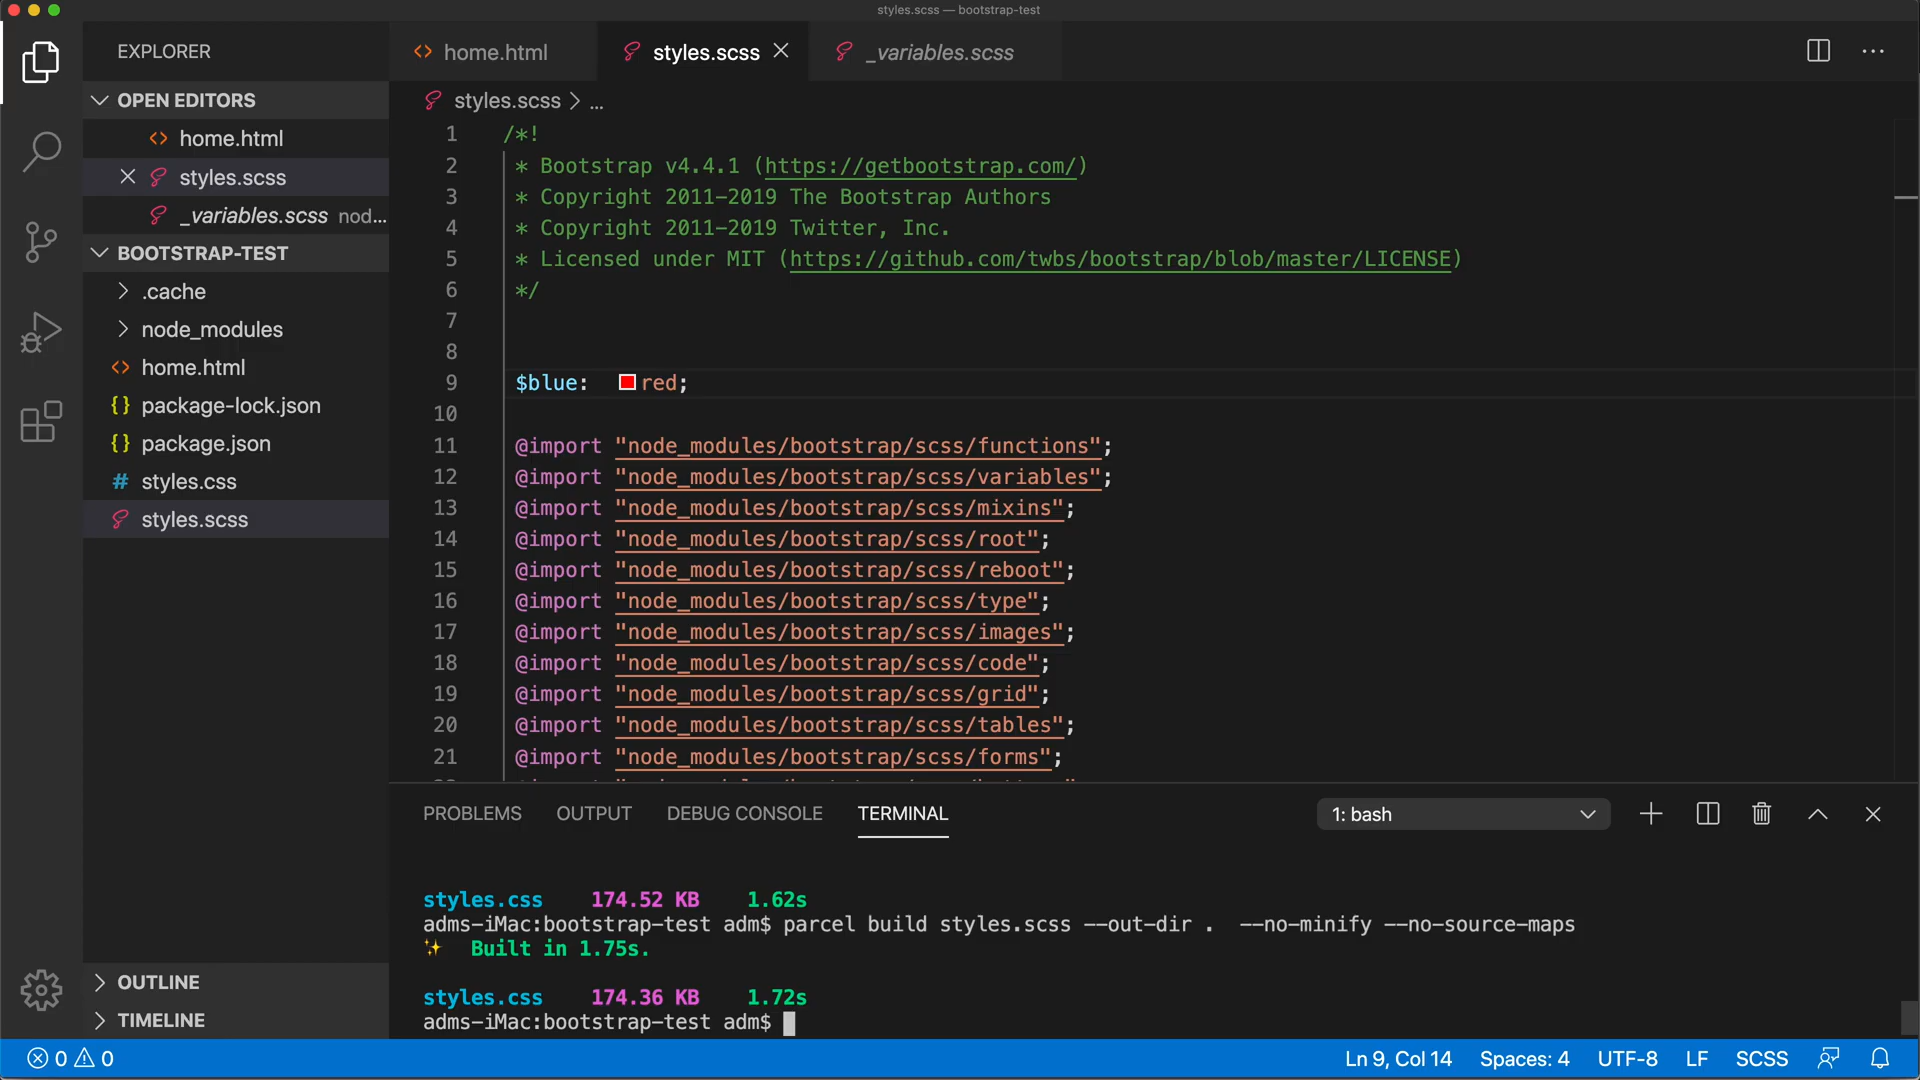 styles.scss — bootstrap-test
EXPLORER
OPEN EDITORS
home.html
styles.scss
_variables.scss nod...
BOOTSTRAP-TEST
.cache
node_modules
home.html
package-lock.json
package.json
styles.css
styles.scss
OUTLINE
TIMELINE
home.html
styles.scss
_variables.scss
styles.scss > ...
1 /*!
2 * Bootstrap v4.4.1 (https://getbootstrap.com/)
3 * Copyright 2011-2019 The Bootstrap Authors
4 * Copyright 2011-2019 Twitter, Inc.
5 * Licensed under MIT (https://github.com/twbs/bootstrap/blob/master/LICENSE)
6 */
7
8
9 $blue: red;
10
11 @import "node_modules/bootstrap/scss/functions";
12 @import "node_modules/bootstrap/scss/variables";
13 @import "node_modules/bootstrap/scss/mixins";
14 @import "node_modules/bootstrap/scss/root";
15 @import "node_modules/bootstrap/scss/reboot";
16 @import "node_modules/bootstrap/scss/type";
17 @import "node_modules/bootstrap/scss/images";
18 @import "node_modules/bootstrap/scss/code";
19 @import "node_modules/bootstrap/scss/grid";
20 @import "node_modules/bootstrap/scss/tables";
21 @import "node_modules/bootstrap/scss/forms";
PROBLEMS OUTPUT DEBUG CONSOLE TERMINAL 1: bash
styles.css 174.52 KB 1.62s
adms-iMac:bootstrap-test adm$ parcel build styles.scss --out-dir . --no-minify --no-source-maps
✨ Built in 1.75s.
styles.css 174.36 KB 1.72s
adms-iMac:bootstrap-test adm$
0 0 Ln 9, Col 14 Spaces: 4 UTF-8 LF SCSS